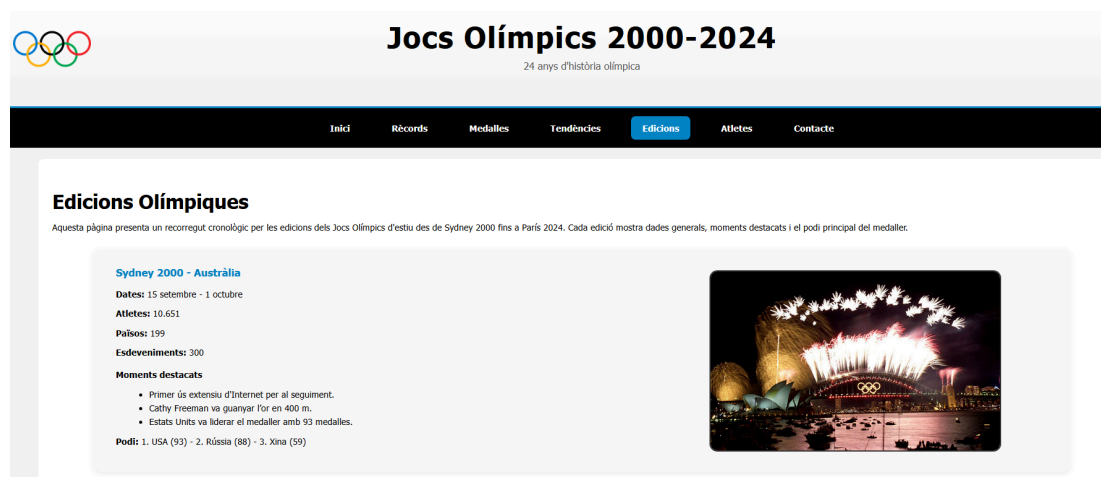 Jocs Olímpics 2000-2024
24 anys d'història olímpica
Inici Rècords Medalles Tendències Edicions Atletes Contacte
Edicions Olímpiques
Aquesta pàgina presenta un recorregut cronològic per les edicions dels Jocs Olímpics d'estiu des de Sydney 2000 fins a París 2024. Cada edició mostra dades generals, moments destacats i el podi principal del medaller.
Sydney 2000 - Austràlia
Dates: 15 setembre - 1 octubre
Atletes: 10.651
Països: 199
Esdeveniments: 300
Moments destacats
• Primer ús extensiu d'Internet per al seguiment.
• Cathy Freeman va guanyar l'or en 400 m.
• Estats Units va liderar el medaller amb 93 medalles.
Podi: 1. USA (93) - 2. Rússia (88) - 3. Xina (59)